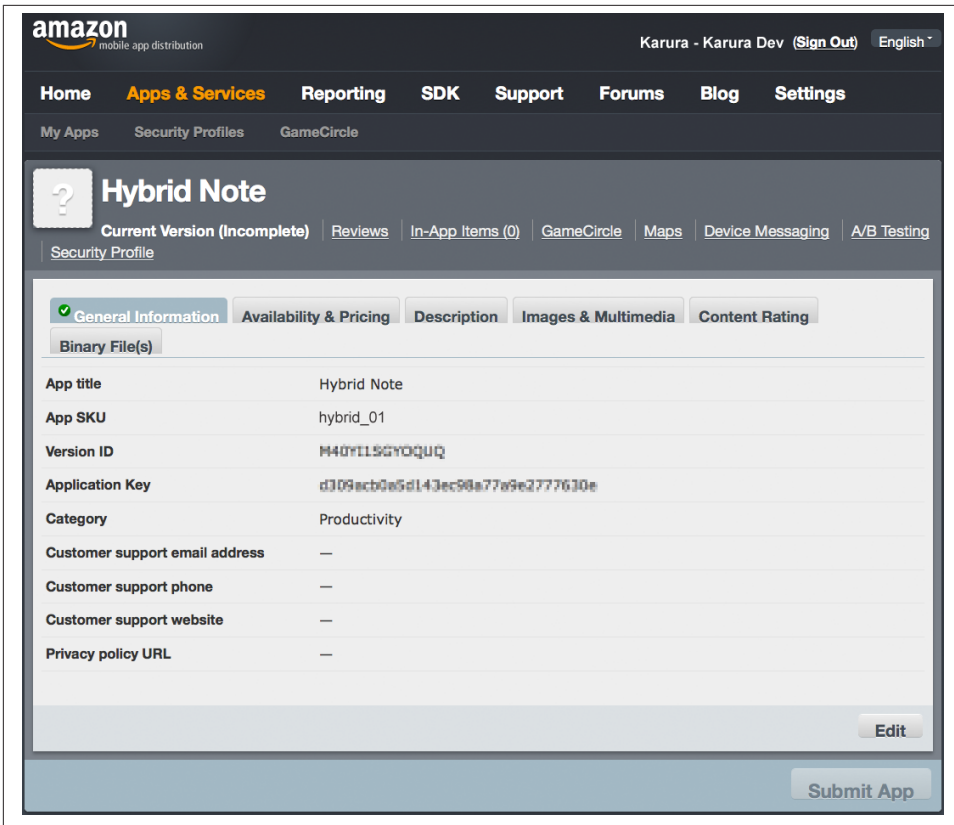 amazon
mobile app distribution
Karura - Karura Dev (Sign Out) English
Home Apps & Services Reporting SDK Support Forums Blog Settings
My Apps Security Profiles GameCircle
?
Hybrid Note
Current Version (Incomplete) Reviews In-App Items (0) GameCircle Maps Device Messaging A/B Testing
Security Profile
General Information Availability & Pricing Description Images & Multimedia Content Rating
Binary File(s)
App title Hybrid Note
App SKU hybrid_01
Version ID
Application Key
Category Productivity
Customer support email address —
Customer support phone —
Customer support website —
Privacy policy URL —
Edit
Submit App